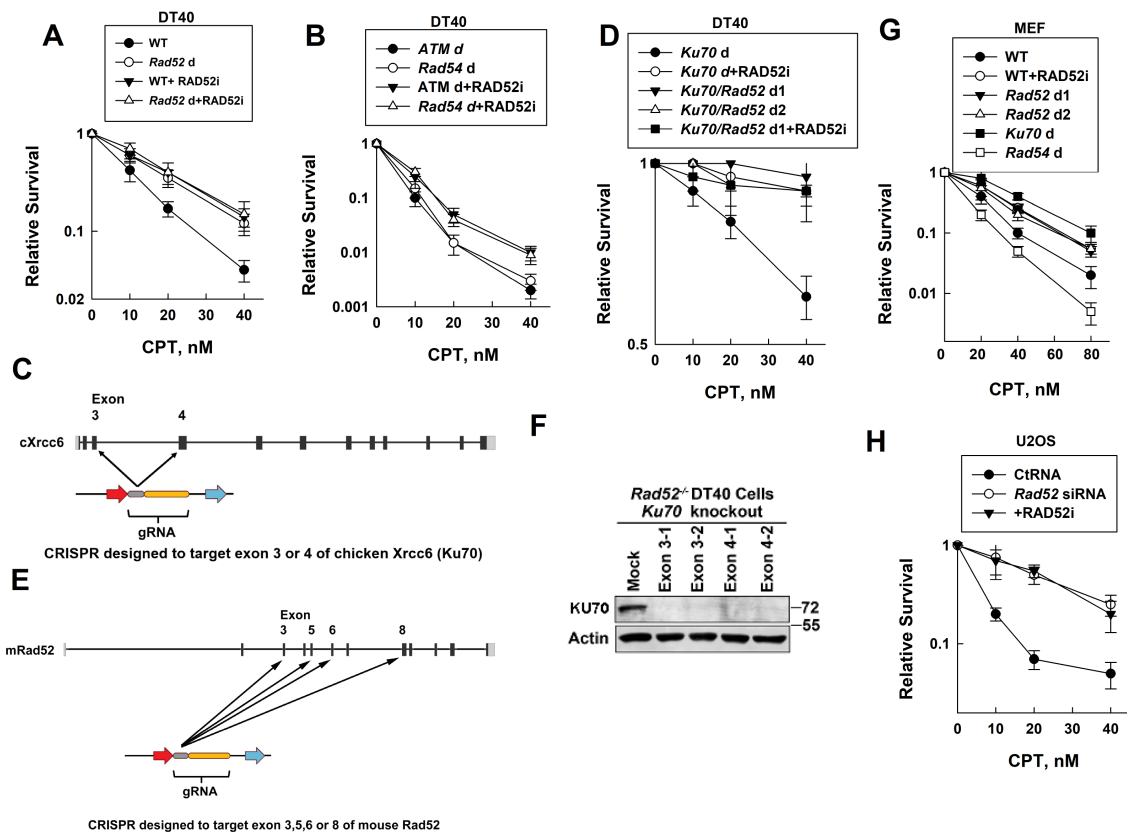 A
DT40
WT
Rad52 d
WT+ RAD52i
Rad52 d+RAD52i
Relative Survival
1
0.1
0.02
0 10 20 30 40
CPT, nM
B
DT40
ATM d
Rad54 d
ATM d+RAD52i
Rad54 d+RAD52i
Relative Survival
1
0.1
0.01
0.001
0 10 20 30 40
CPT, nM
D
DT40
Ku70 d
Ku70 d+RAD52i
Ku70/Rad52 d1
Ku70/Rad52 d2
Ku70/Rad52 d1+RAD52i
Relative Survival
1
0.5
0 10 20 30 40
CPT, nM
G
MEF
WT
WT+RAD52i
Rad52 d1
Rad52 d2
Ku70 d
Rad54 d
Relative Survival
1
0.1
0.01
0 20 40 60 80
CPT, nM
C
Exon
3 4
cXrcc6
gRNA
CRISPR designed to target exon 3 or 4 of chicken Xrcc6 (Ku70)
E
Exon
3 5 6 8
mRad52
gRNA
CRISPR designed to target exon 3,5,6 or 8 of mouse Rad52
F
Rad52-/- DT40 Cells
Ku70 knockout
Mock
Exon 3-1
Exon 3-2
Exon 4-1
Exon 4-2
KU70
72
55
Actin
H
U2OS
CtRNA
Rad52 siRNA
+RAD52i
Relative Survival
1
0.1
0 10 20 30 40
CPT, nM